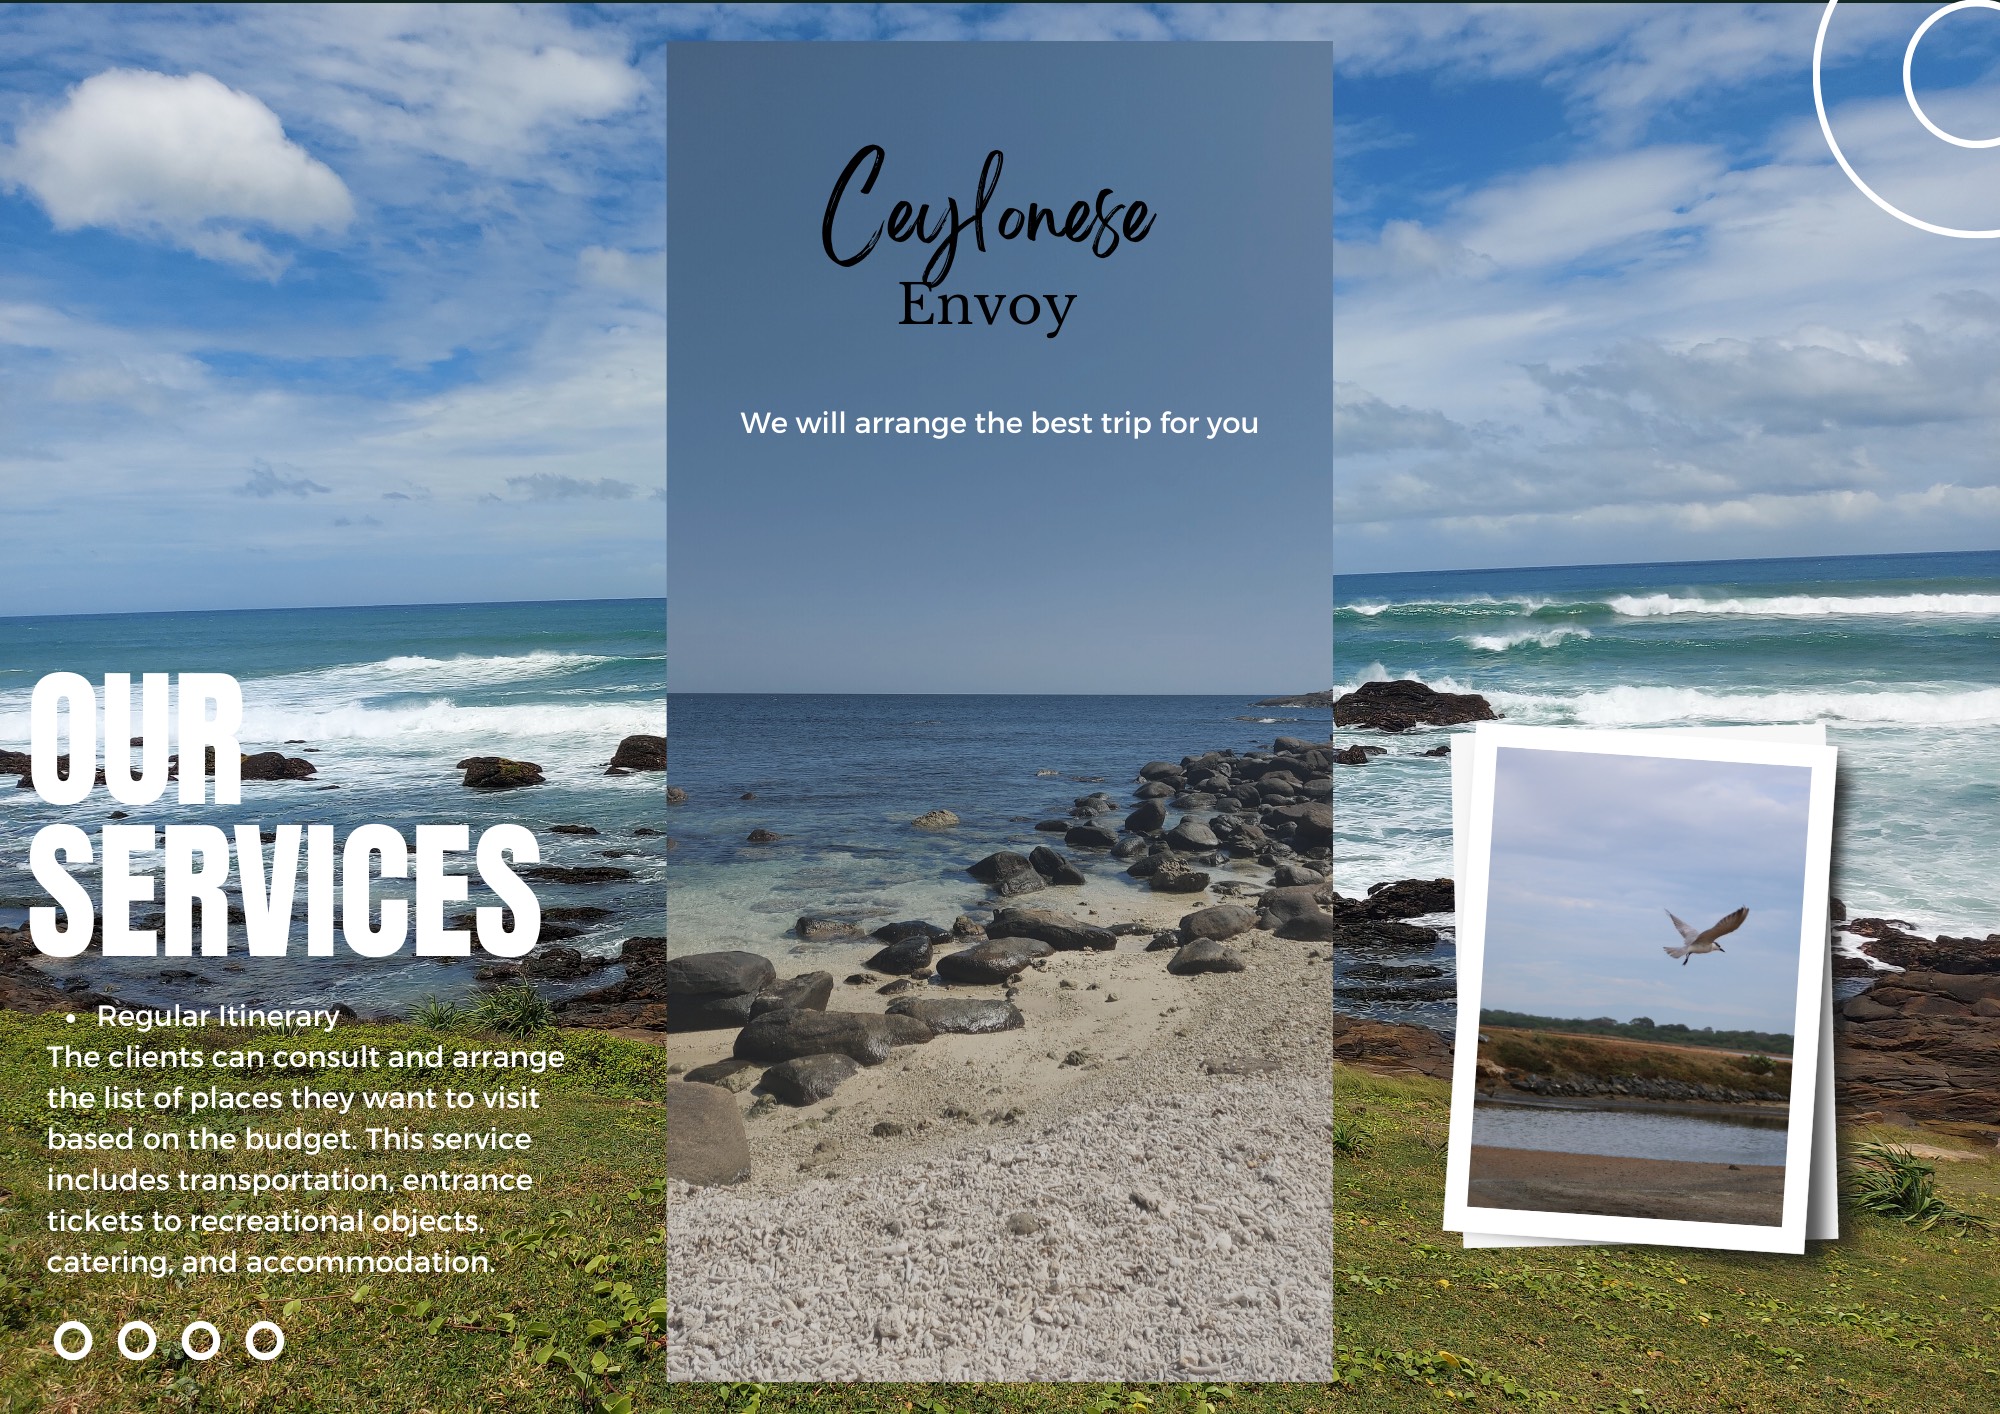 Ceylonese
Envoy
We will arrange the best trip for you
OUR
SERVICES
• Regular Itinerary
The clients can consult and arrange
the list of places they want to visit
based on the budget. This service
includes transportation, entrance
tickets to recreational objects,
catering, and accommodation.